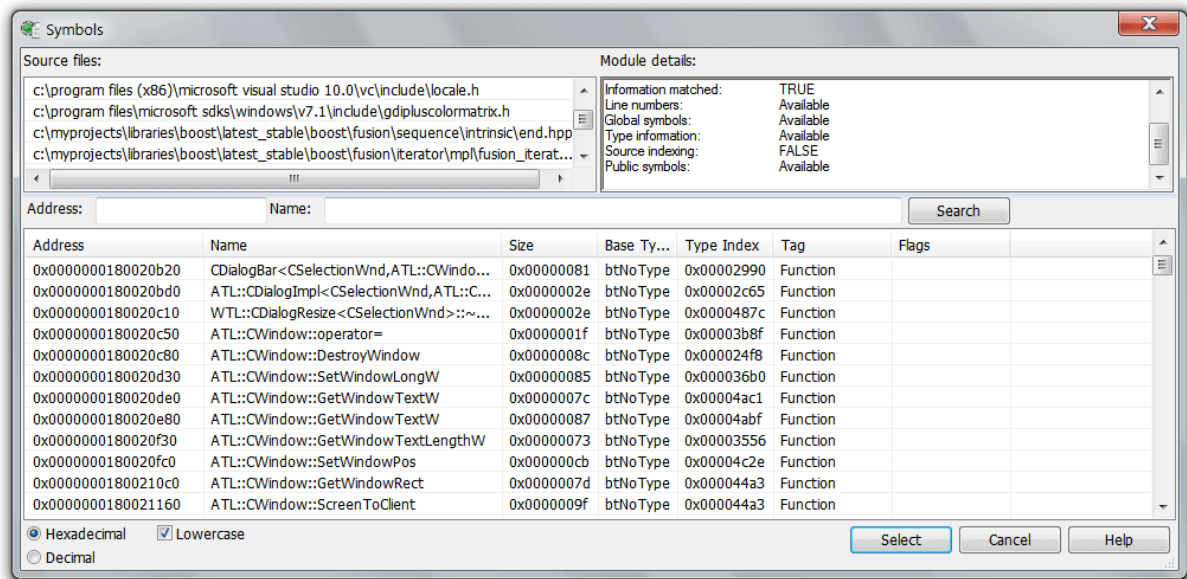 Symbols
Source files:
Module details:
c:\program files (x86)\microsoft visual studio 10.0\vc\include\locale.h
c:\program files\microsoft sdks\windows\v7.1\include\gdipluscolormatrix.h
c:\myprojects\libraries\boost\latest_stable\boost\fusion\sequence\intrinsic\end.hpp
c:\myprojects\libraries\boost\latest_stable\boost\fusion\iterator\mpl\fusion_iterat...
Information matched: TRUE
Line numbers: Available
Global symbols: Available
Type information: Available
Source indexing: FALSE
Public symbols: Available
Address: Name: Search
Address Name Size Base Ty... Type Index Tag Flags
0x0000000180020b20 CDialogBar<CSelectionWnd,ATL::CWindo... 0x00000081 btNoType 0x00002990 Function
0x0000000180020bd0 ATL::CDialogImpl<CSelectionWnd,ATL::C... 0x0000002e btNoType 0x00002c65 Function
0x0000000180020c10 WTL::CDialogResize<CSelectionWnd>::~... 0x0000002e btNoType 0x0000487c Function
0x0000000180020c50 ATL::CWindow::operator= 0x0000001f btNoType 0x00003b8f Function
0x0000000180020c80 ATL::CWindow::DestroyWindow 0x0000008c btNoType 0x000024f8 Function
0x0000000180020d30 ATL::CWindow::SetWindowLongW 0x00000085 btNoType 0x000036b0 Function
0x0000000180020de0 ATL::CWindow::GetWindowTextW 0x0000007c btNoType 0x00004ac1 Function
0x0000000180020e80 ATL::CWindow::GetWindowTextW 0x00000087 btNoType 0x00004abf Function
0x0000000180020f30 ATL::CWindow::GetWindowTextLengthW 0x00000073 btNoType 0x00003556 Function
0x0000000180020fc0 ATL::CWindow::SetWindowPos 0x000000cb btNoType 0x00004c2e Function
0x00000001800210c0 ATL::CWindow::GetWindowRect 0x0000007d btNoType 0x000044a3 Function
0x0000000180021160 ATL::CWindow::ScreenToClient 0x0000009f btNoType 0x000044a3 Function
Hexadecimal Lowercase
Decimal
Select Cancel Help